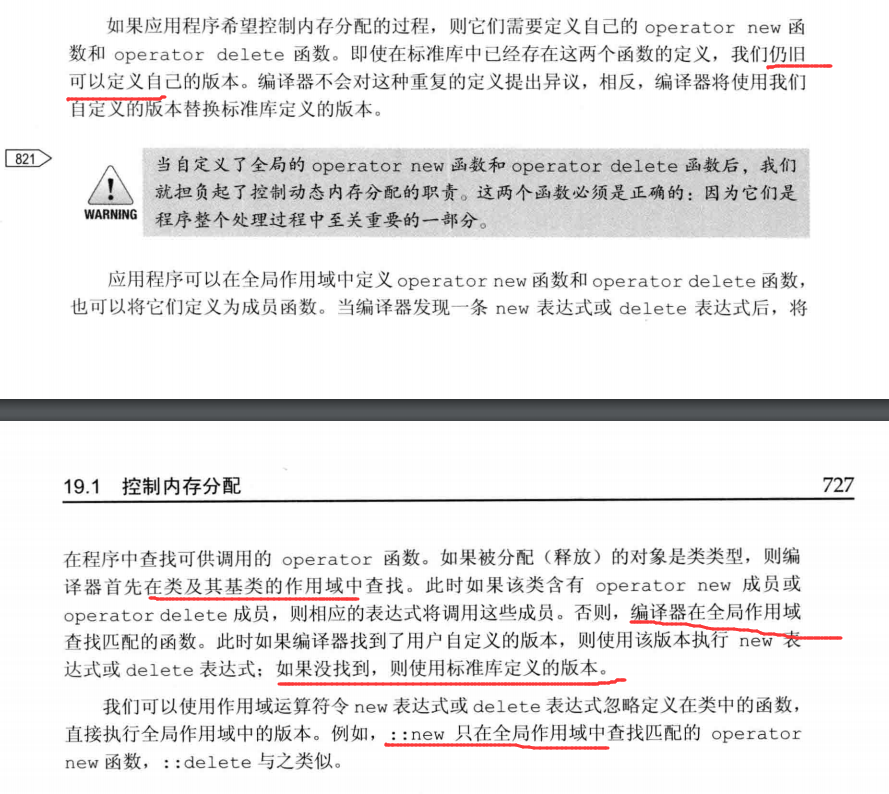 如果应用程序希望控制内存分配的过程，则它们需要定义自己的 operator new 函
数和 operator delete 函数。即使在标准库中已经存在这两个函数的定义，我们仍旧
可以定义自己的版本。编译器不会对这种重复的定义提出异议，相反，编译器将使用我们
自定义的版本替换标准库定义的版本。
821
WARNING
当自定义了全局的 operator new 函数和 operator delete 函数后，我们
就担负起了控制动态内存分配的职责。这两个函数必须是正确的：因为它们是
程序整个处理过程中至关重要的一部分。
应用程序可以在全局作用域中定义 operator new 函数和 operator delete 函数，
也可以将它们定义为成员函数。当编译器发现一条 new 表达式或 delete 表达式后，将
19.1 控制内存分配 727
在程序中查找可供调用的 operator 函数。如果被分配（释放）的对象是类类型，则编
译器首先在类及其基类的作用域中查找。此时如果该类含有 operator new 成员或
operator delete 成员，则相应的表达式将调用这些成员。否则，编译器在全局作用域
查找匹配的函数。此时如果编译器找到了用户自定义的版本，则使用该版本执行 new 表
达式或 delete 表达式；如果没找到，则使用标准库定义的版本。
我们可以使用作用域运算符令 new 表达式或 delete 表达式忽略定义在类中的函数，
直接执行全局作用域中的版本。例如，::new 只在全局作用域中查找匹配的 operator
new 函数，::delete 与之类似。